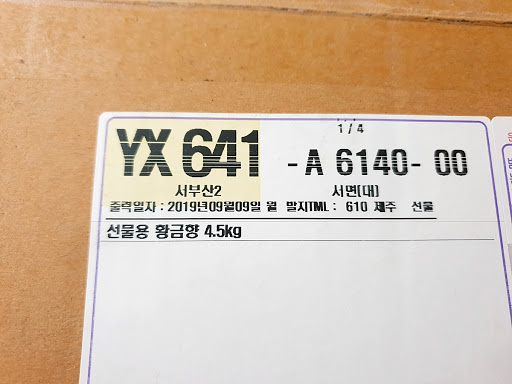 1/4
YX 641 - A 6140- 00
서부산2 서면[대]
출력일자 : 2019년09월09일 월 발지TML : 610 제주 선물
선물용 황금향 4.5kg